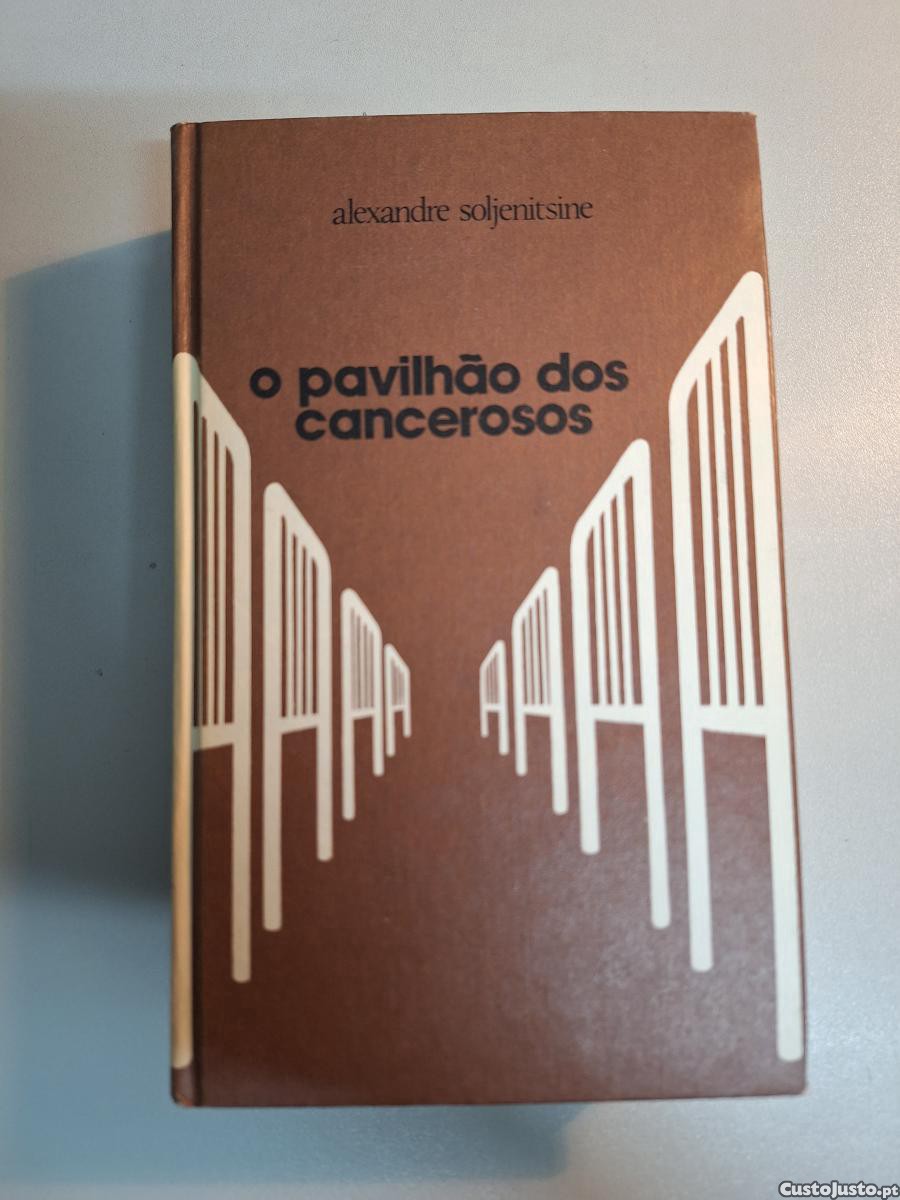 alexandre soljenitsine
o pavilhão dos
cancerosos
CustoJusto.pt